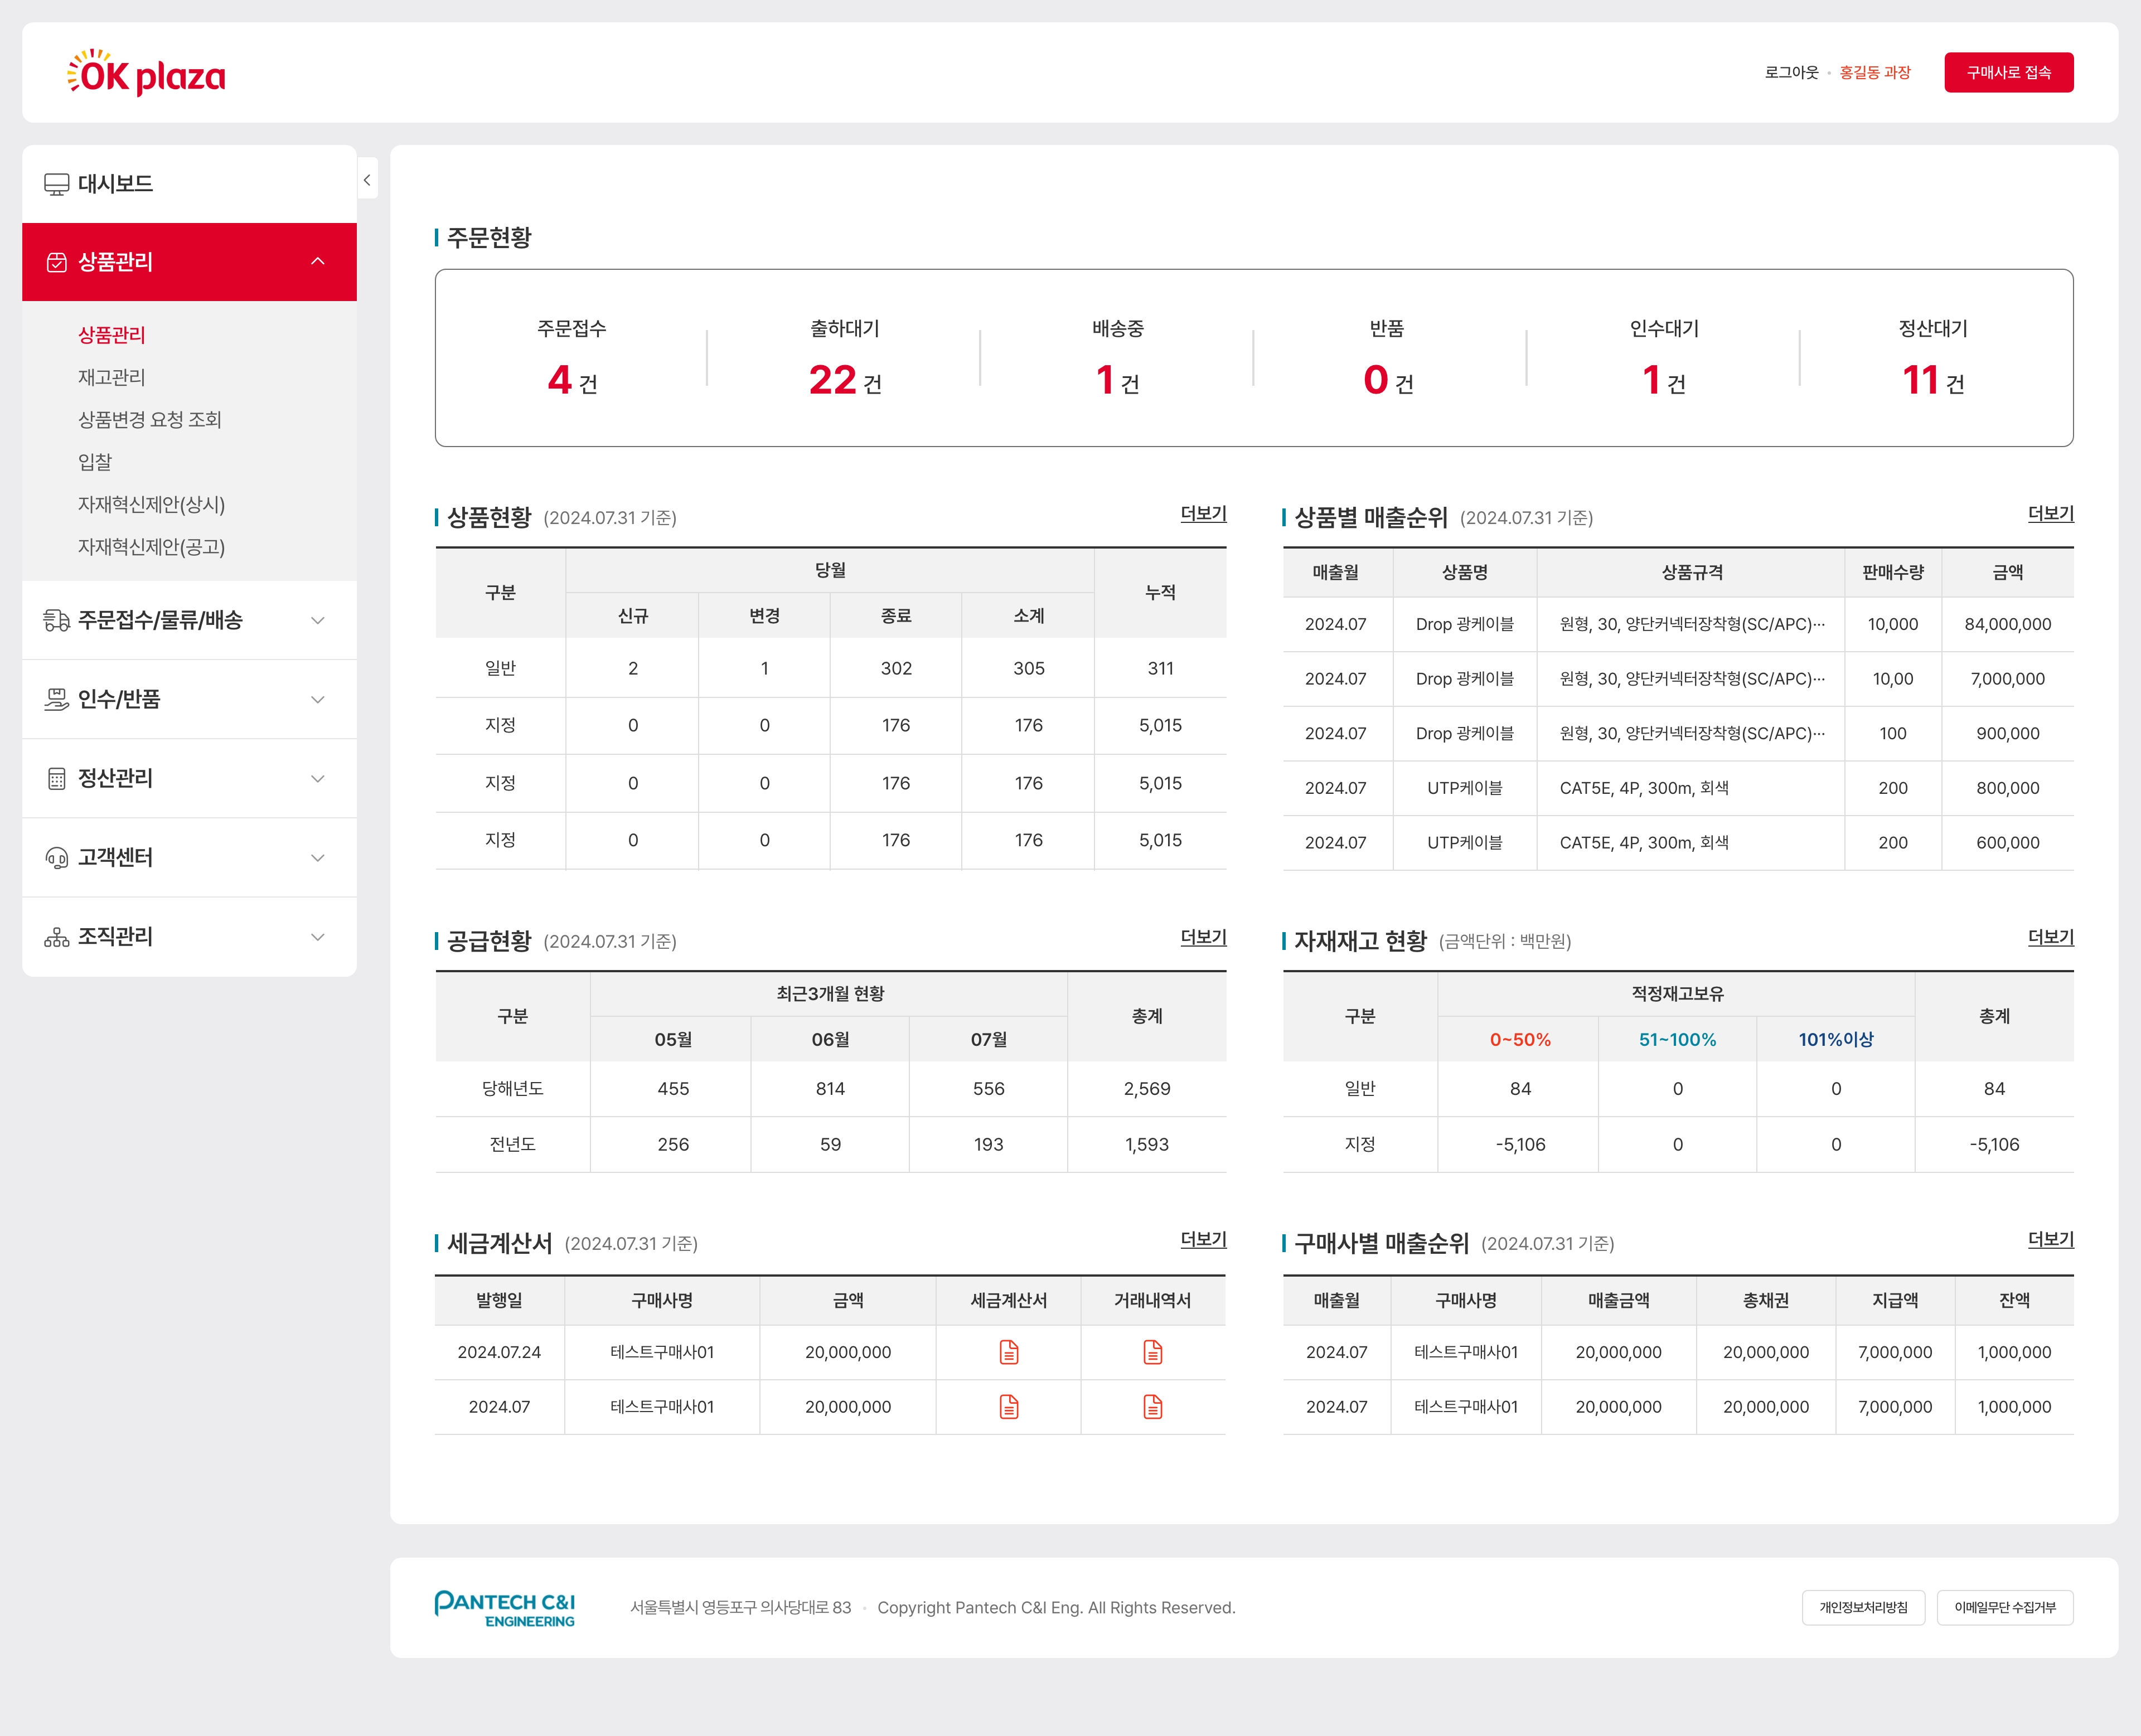 OK plaza
로그아웃 • 홍길동 과장
구매사로 접속
대시보드
상품관리
상품관리
재고관리
상품변경 요청 조회
입찰
자재혁신제안(상시)
자재혁신제안(공고)
주문접수/물류/배송
인수/반품
정산관리
고객센터
조직관리
주문현황
주문접수 출하대기 배송중 반품 인수대기 정산대기
4 건 22 건 1 건 0 건 1 건 11 건
상품현황 (2024.07.31 기준) 더보기
구분 당월 누적
신규 변경 종료 소계
일반 2 1 302 305 311
지정 0 0 176 176 5,015
지정 0 0 176 176 5,015
지정 0 0 176 176 5,015
상품별 매출순위 (2024.07.31 기준) 더보기
매출월 상품명 상품규격 판매수량 금액
2024.07 Drop 광케이블 원형, 30, 양단커넥터장착형(SC/APC)··· 10,000 84,000,000
2024.07 Drop 광케이블 원형, 30, 양단커넥터장착형(SC/APC)··· 10,00 7,000,000
2024.07 Drop 광케이블 원형, 30, 양단커넥터장착형(SC/APC)··· 100 900,000
2024.07 UTP케이블 CAT5E, 4P, 300m, 회색 200 800,000
2024.07 UTP케이블 CAT5E, 4P, 300m, 회색 200 600,000
공급현황 (2024.07.31 기준) 더보기
구분 최근3개월 현황 총계
05월 06월 07월
당해년도 455 814 556 2,569
전년도 256 59 193 1,593
자재재고 현황 (금액단위 : 백만원) 더보기
구분 적정재고보유 총계
0~50% 51~100% 101%이상
일반 84 0 0 84
지정 -5,106 0 0 -5,106
세금계산서 (2024.07.31 기준) 더보기
발행일 구매사명 금액 세금계산서 거래내역서
2024.07.24 테스트구매사01 20,000,000
2024.07 테스트구매사01 20,000,000
구매사별 매출순위 (2024.07.31 기준) 더보기
매출월 구매사명 매출금액 총채권 지급액 잔액
2024.07 테스트구매사01 20,000,000 20,000,000 7,000,000 1,000,000
2024.07 테스트구매사01 20,000,000 20,000,000 7,000,000 1,000,000
PANTECH C&I
ENGINEERING
서울특별시 영등포구 의사당대로 83 • Copyright Pantech C&I Eng. All Rights Reserved.
개인정보처리방침
이메일무단 수집거부